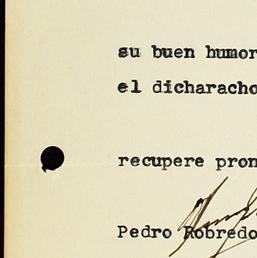 su buen humor
el dicharacho
recupere pron
Pedro Robredo